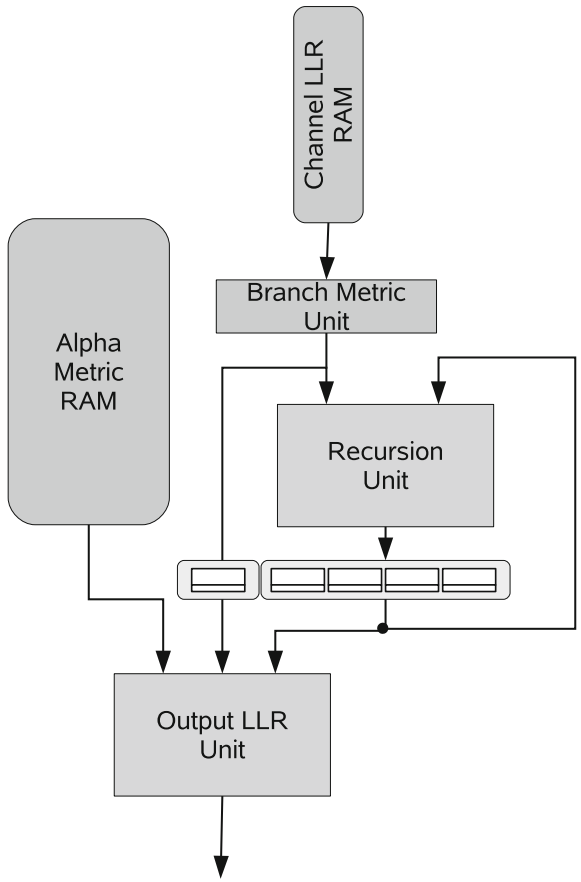 Channel LLR
RAM
Branch Metric
Unit
Alpha
Metric
RAM
Recursion
Unit
Output LLR
Unit